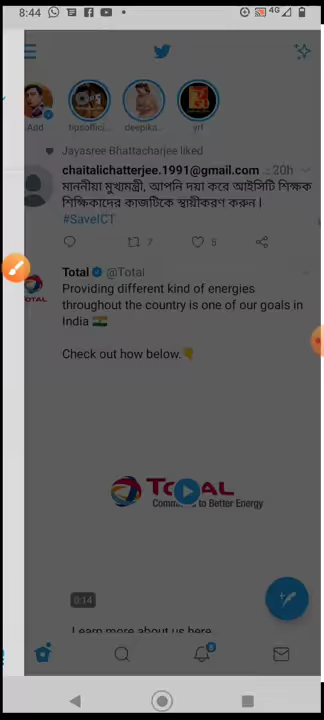 8:44
4G
Add
tipsoffici...
deepika...
yrf
Jayasree Bhattacharjee liked
chaitalichatterjee.1991@gmail.com · 20h
মাননীয়া মুখ্যমন্ত্রী, আপনি দয়া করে আইসিটি শিক্ষক
শিক্ষিকাদের কাজটিকে স্থায়ীকরণ করুন।
#SaveICT
7
5
Total @Total
TOTAL
Providing different kind of energies
throughout the country is one of our goals in
India 🇮🇳
Check out how below.👇
TOTAL
to Better Energy
0:14
Learn more about us here